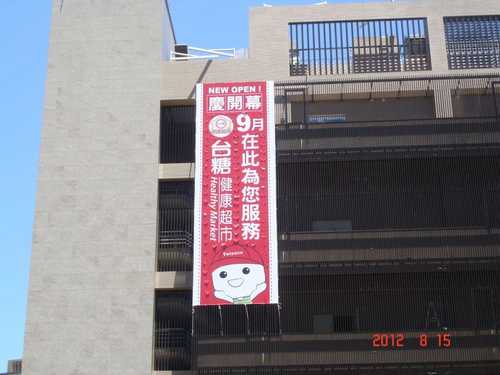 NEW OPEN!
慶開幕
9月在此為您服務
台糖健康超市
Healthy Market
Taisuco
2012 8 15